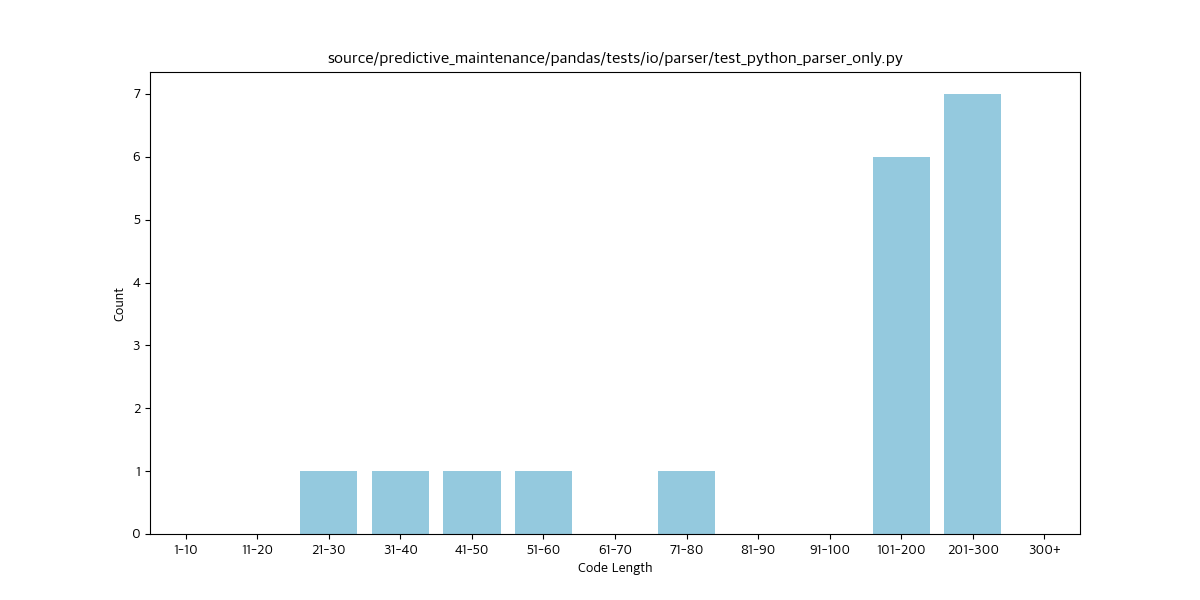 source/predictive_maintenance/pandas/tests/io/parser/test_python_parser_only.py
7
6
5
4
3
2
1
0
Count
1-10 11-20 21-30 31-40 41-50 51-60 61-70 71-80 81-90 91-100 101-200 201-300 300+
Code Length